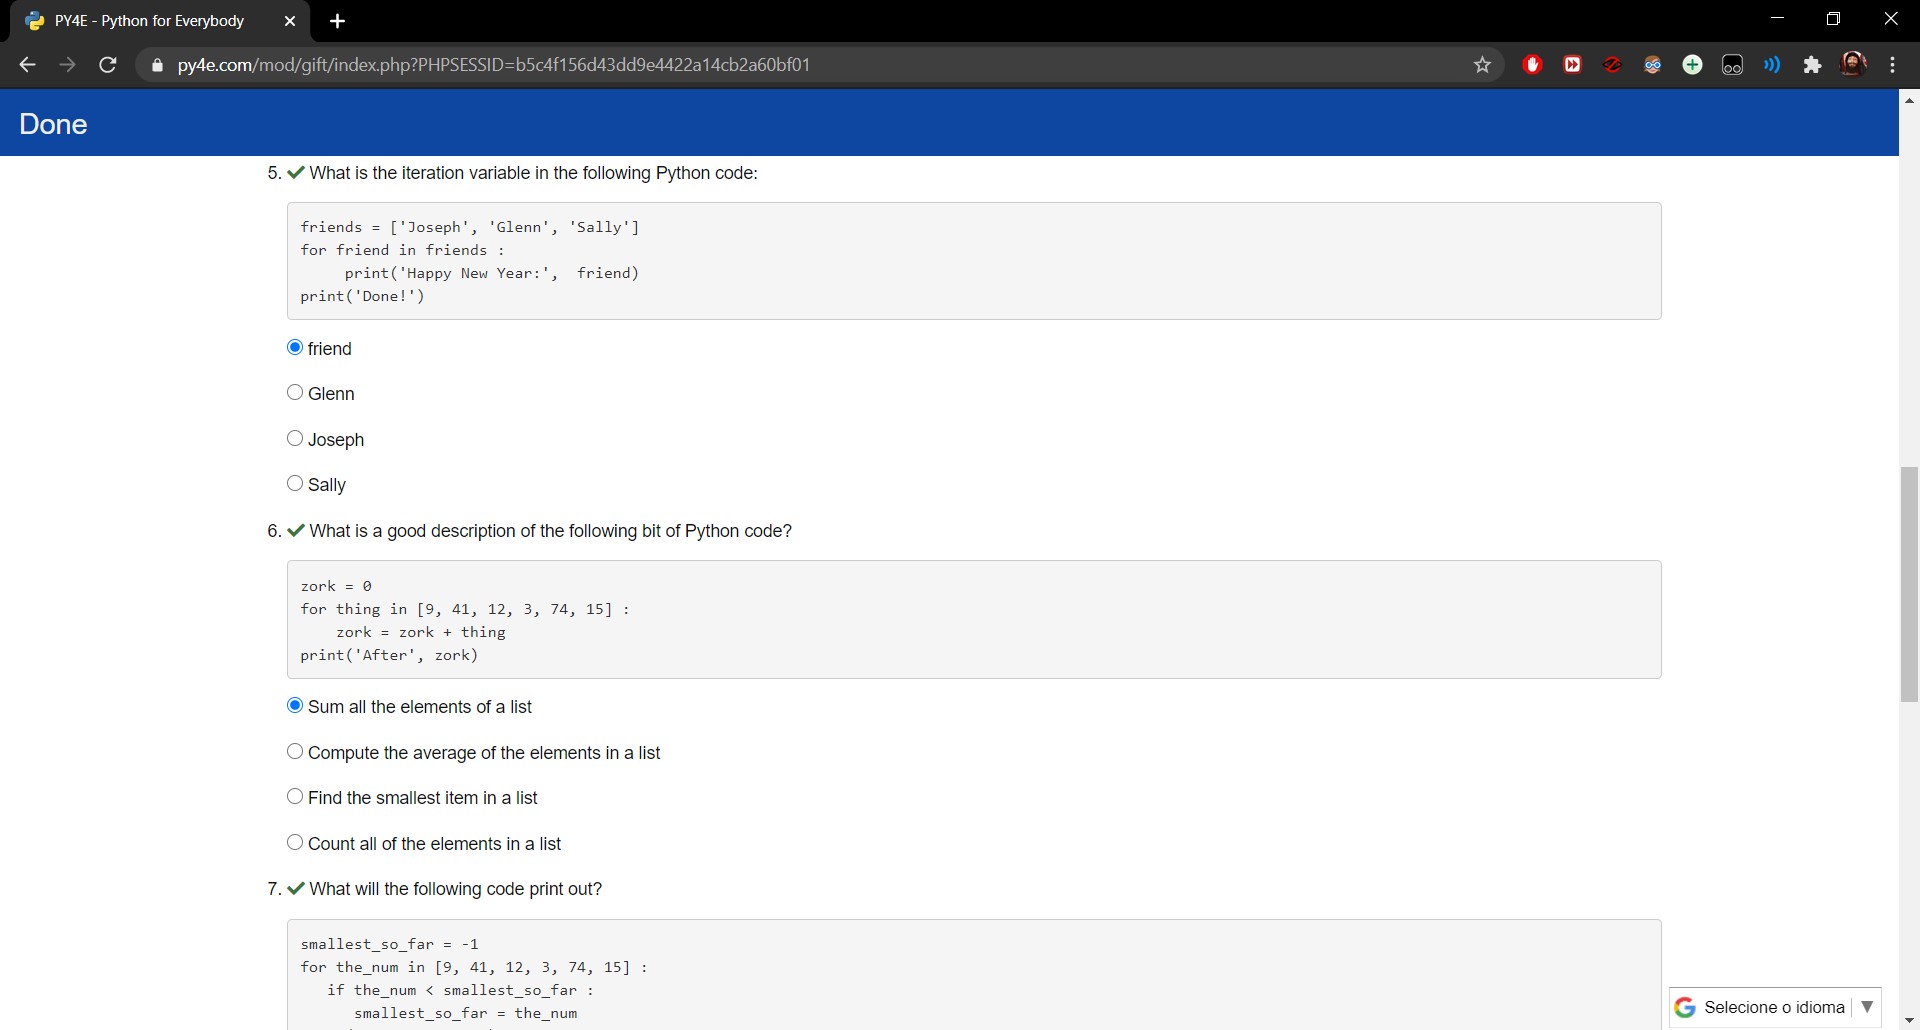 PY4E - Python for Everybody
py4e.com/mod/gift/index.php?PHPSESSID=b5c4f156d43dd9e4422a14cb2a60bf01
Done
5. What is the iteration variable in the following Python code:
friends = ['Joseph', 'Glenn', 'Sally']
for friend in friends :
     print('Happy New Year:',  friend)
print('Done!')
friend
Glenn
Joseph
Sally
6. What is a good description of the following bit of Python code?
zork = 0
for thing in [9, 41, 12, 3, 74, 15] :
    zork = zork + thing
print('After', zork)
Sum all the elements of a list
Compute the average of the elements in a list
Find the smallest item in a list
Count all of the elements in a list
7. What will the following code print out?
smallest_so_far = -1
for the_num in [9, 41, 12, 3, 74, 15] :
   if the_num < smallest_so_far :
      smallest_so_far = the_num
Selecione o idioma